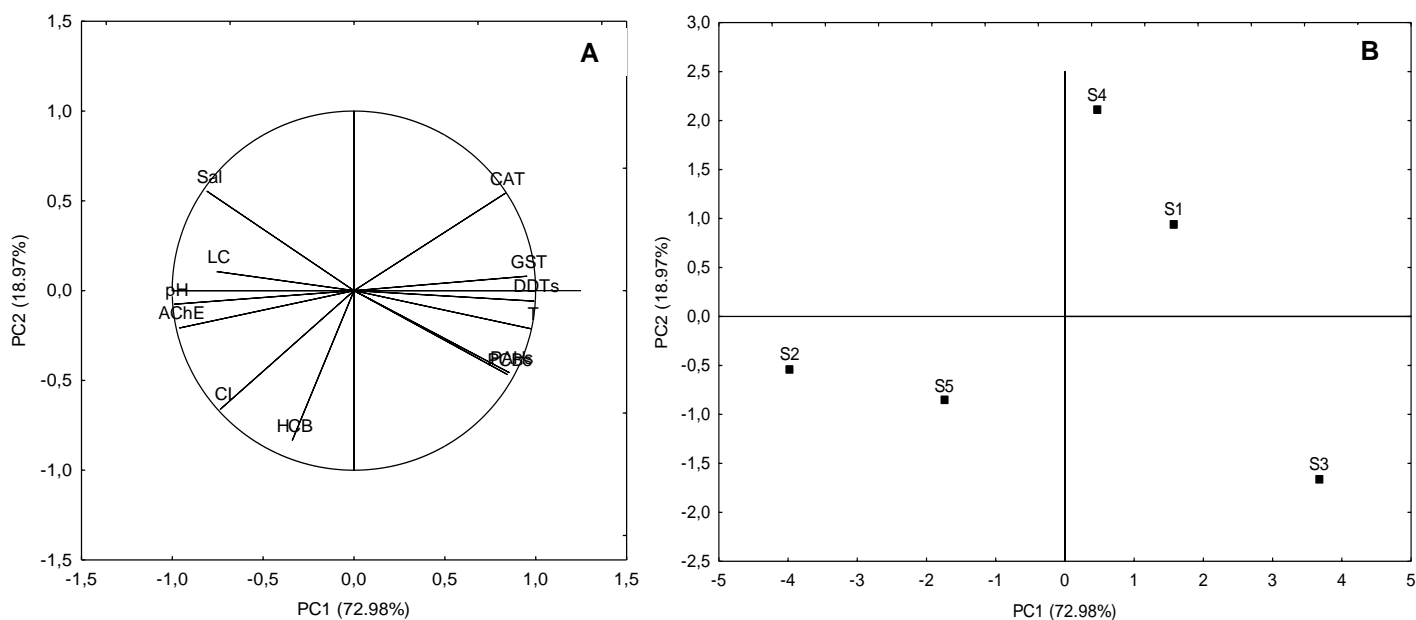 A
1,5
1,0
0,5
0,0
-0,5
-1,0
-1,5
-1,5
-1,0
-0,5
0,0
0,5
1,0
1,5
PC2 (18.97%)
PC1 (72.98%)
Sal
CAT
LC
GST
DDTs
pH
T
AChE
PCBs
CI
HCB
B
3,0
2,5
2,0
1,5
1,0
0,5
0,0
-0,5
-1,0
-1,5
-2,0
-2,5
-5
-4
-3
-2
-1
0
1
2
3
4
5
PC2 (18.97%)
PC1 (72.98%)
S4
S1
S2
S5
S3